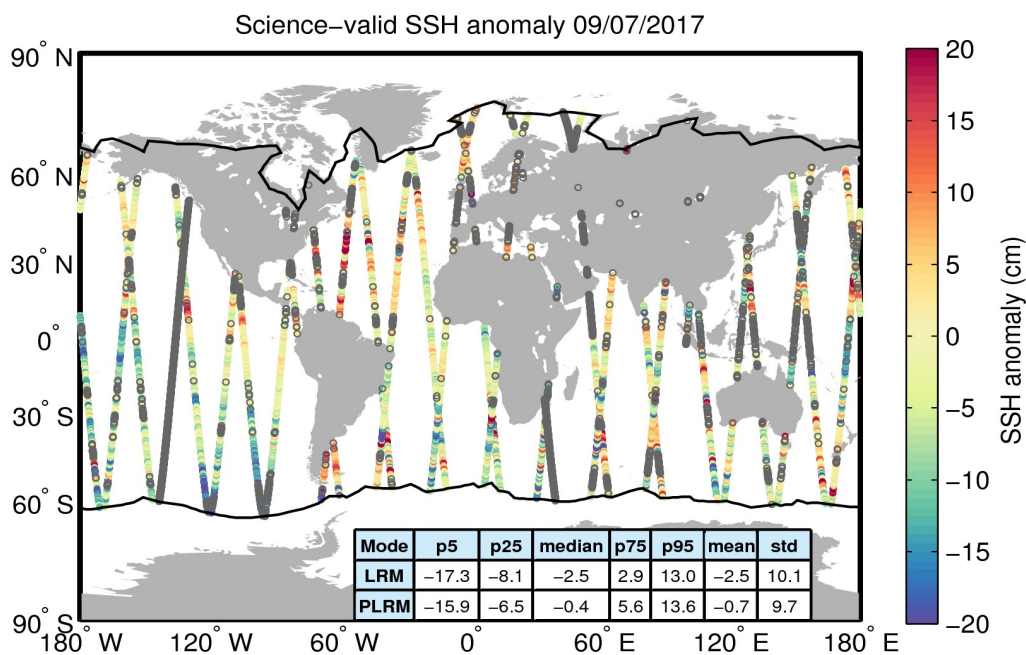 Science−valid SSH anomaly 09/07/2017
90° N
60° N
30° N
0°
30° S
60° S
90° S
180° W
120° W
60° W
0°
60° E
120° E
180° E
Mode p5 p25 median p75 p95 mean std
LRM −17.3 −8.1 −2.5 2.9 13.0 −2.5 10.1
PLRM −15.9 −6.5 −0.4 5.6 13.6 −0.7 9.7
20
15
10
5
0
−5
−10
−15
−20
SSH anomaly (cm)